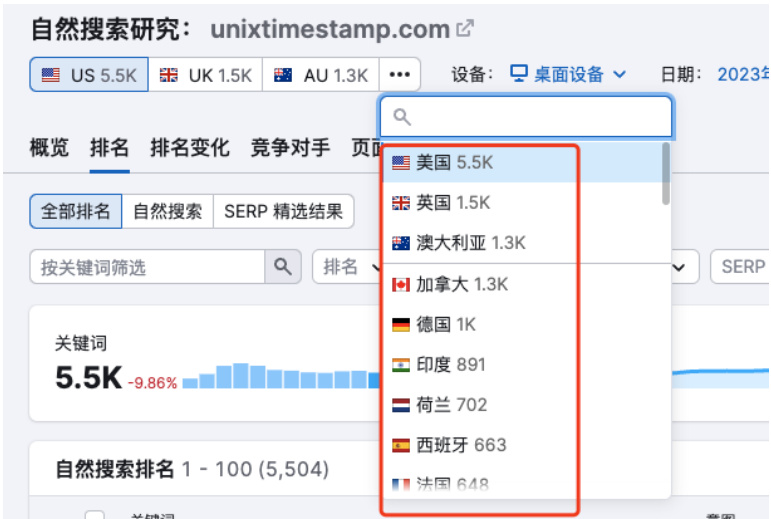 自然搜索研究： unixtimestamp.com
US 5.5K UK 1.5K AU 1.3K ••• 设备： 桌面设备 日期： 2023年
概览 排名 排名变化 竞争对手 页面
美国 5.5K
全部排名 自然搜索 SERP 精选结果
英国 1.5K
澳大利亚 1.3K
按关键词筛选 排名 SERP
加拿大 1.3K
德国 1K
关键词
5.5K -9.86%
印度 891
荷兰 702
西班牙 663
自然搜索排名 1 - 100 (5,504)
法国 648